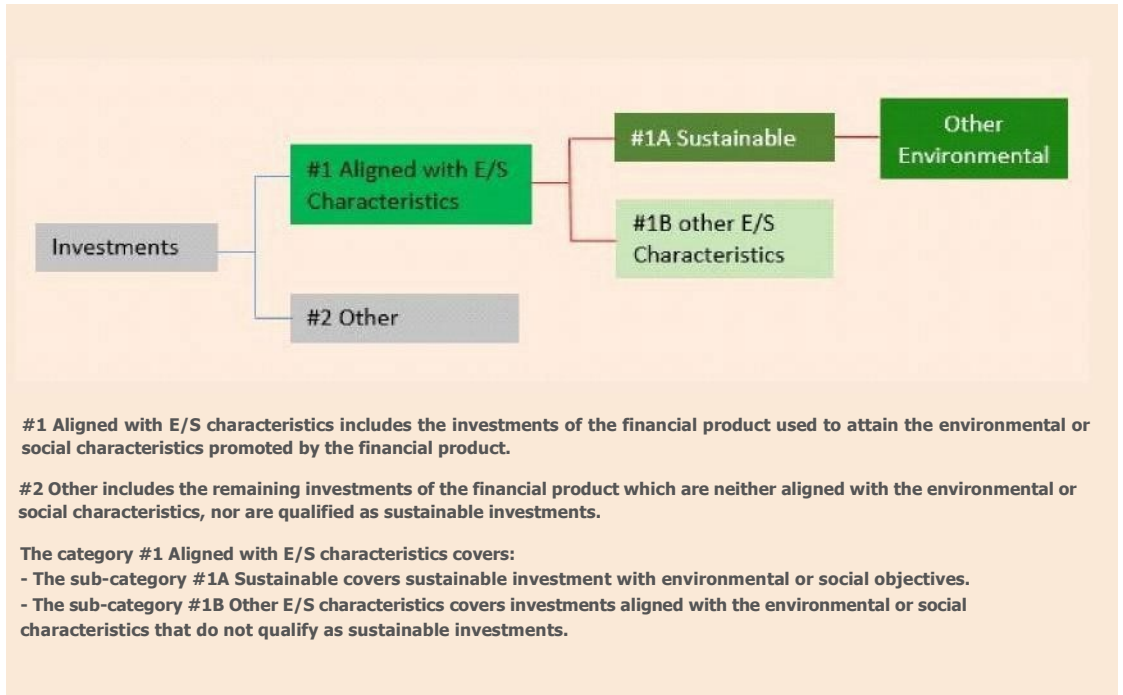 Other
Environmental
#1A Sustainable
#1 Aligned with E/S
Characteristics
#1B other E/S
Characteristics
Investments
#2 Other
#1 Aligned with E/S characteristics includes the investments of the financial product used to attain the environmental or
social characteristics promoted by the financial product.
#2 Other includes the remaining investments of the financial product which are neither aligned with the environmental or
social characteristics, nor are qualified as sustainable investments.
The category #1 Aligned with E/S characteristics covers:
- The sub-category #1A Sustainable covers sustainable investment with environmental or social objectives.
- The sub-category #1B Other E/S characteristics covers investments aligned with the environmental or social
characteristics that do not qualify as sustainable investments.